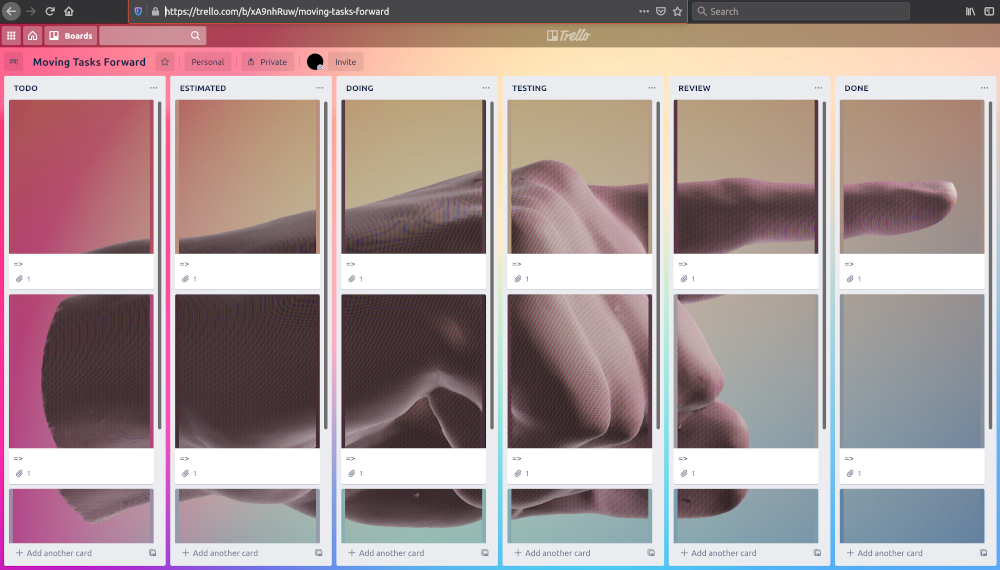 https://trello.com/b/xA9nhRuw/moving-tasks-forward
Search
Boards
Trello
Moving Tasks Forward
Personal
Private
Invite
TODO
ESTIMATED
DOING
TESTING
REVIEW
DONE
=>
=>
=>
=>
=>
=>
1
1
1
1
1
1
=>
=>
=>
=>
=>
=>
1
1
1
1
1
1
+ Add another card
+ Add another card
+ Add another card
+ Add another card
+ Add another card
+ Add another card